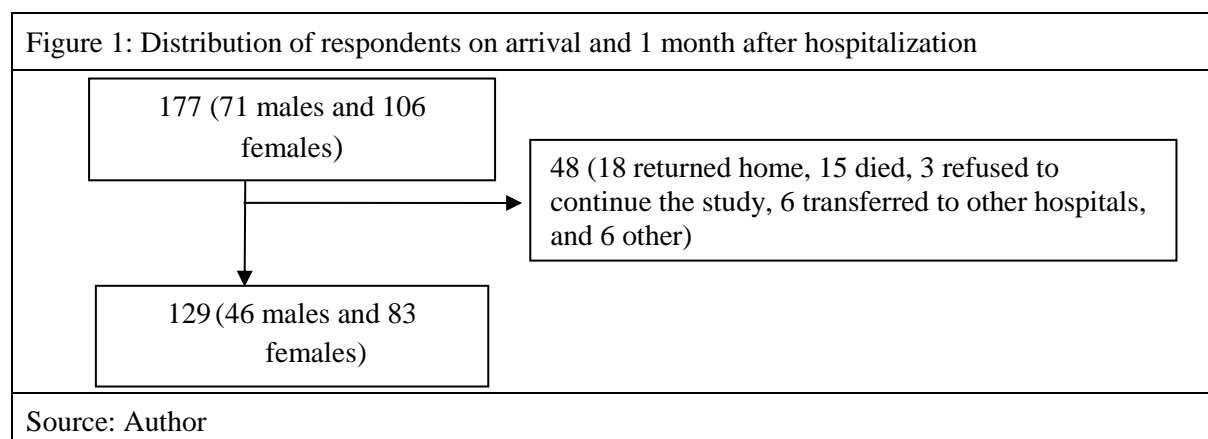 Figure 1: Distribution of respondents on arrival and 1 month after hospitalization
177 (71 males and 106
females)
48 (18 returned home, 15 died, 3 refused to
continue the study, 6 transferred to other hospitals,
and 6 other)
129 (46 males and 83
females)
Source: Author